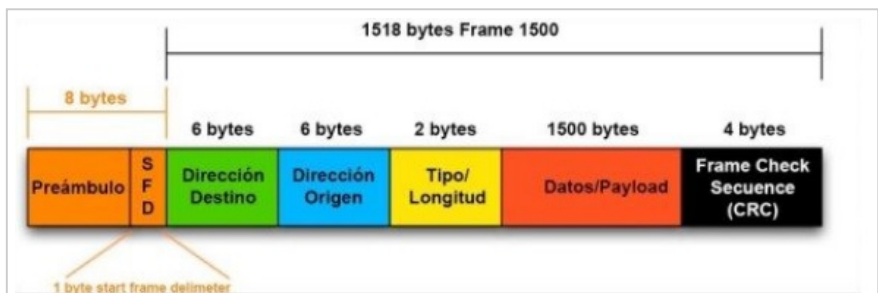 1518 bytes Frame 1500
8 bytes
6 bytes
6 bytes
2 bytes
1500 bytes
4 bytes
Preámbulo
S
F
D
Dirección
Destino
Dirección
Origen
Tipo/
Longitud
Datos/Payload
Frame Check
Secuence
(CRC)
1 byte start frame delimeter